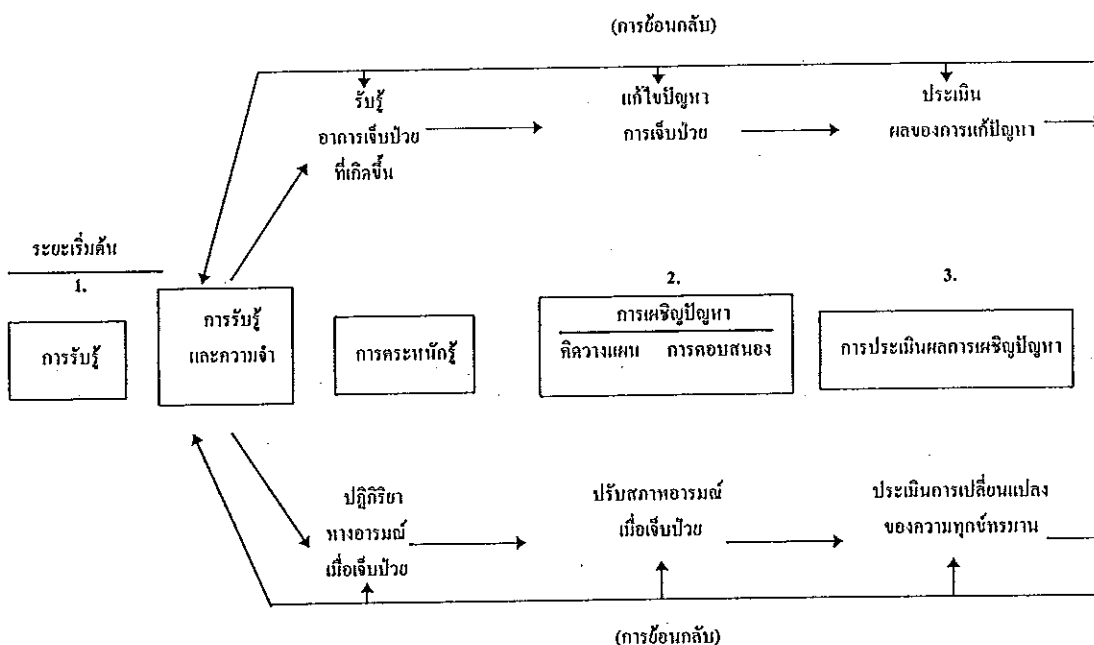 (การย้อนกลับ)
รับรู้
อาการเจ็บป่วย
ที่เกิดขึ้น
แก้ไขปัญหา
การเจ็บป่วย
ประเมิน
ผลของการแก้ปัญหา
ระยะเริ่มต้น
1.
การรับรู้
การรับรู้
และความจำ
การตระหนักรู้
2.
การเผชิญปัญหา
คิดวางแผน การตอบสนอง
3.
การประเมินผลการเผชิญปัญหา
ปฏิกิริยา
ทางอารมณ์
เมื่อเจ็บป่วย
ปรับสภาพอารมณ์
เมื่อเจ็บป่วย
ประเมินการเปลี่ยนแปลง
ของความทุกข์ทรมาน
(การย้อนกลับ)